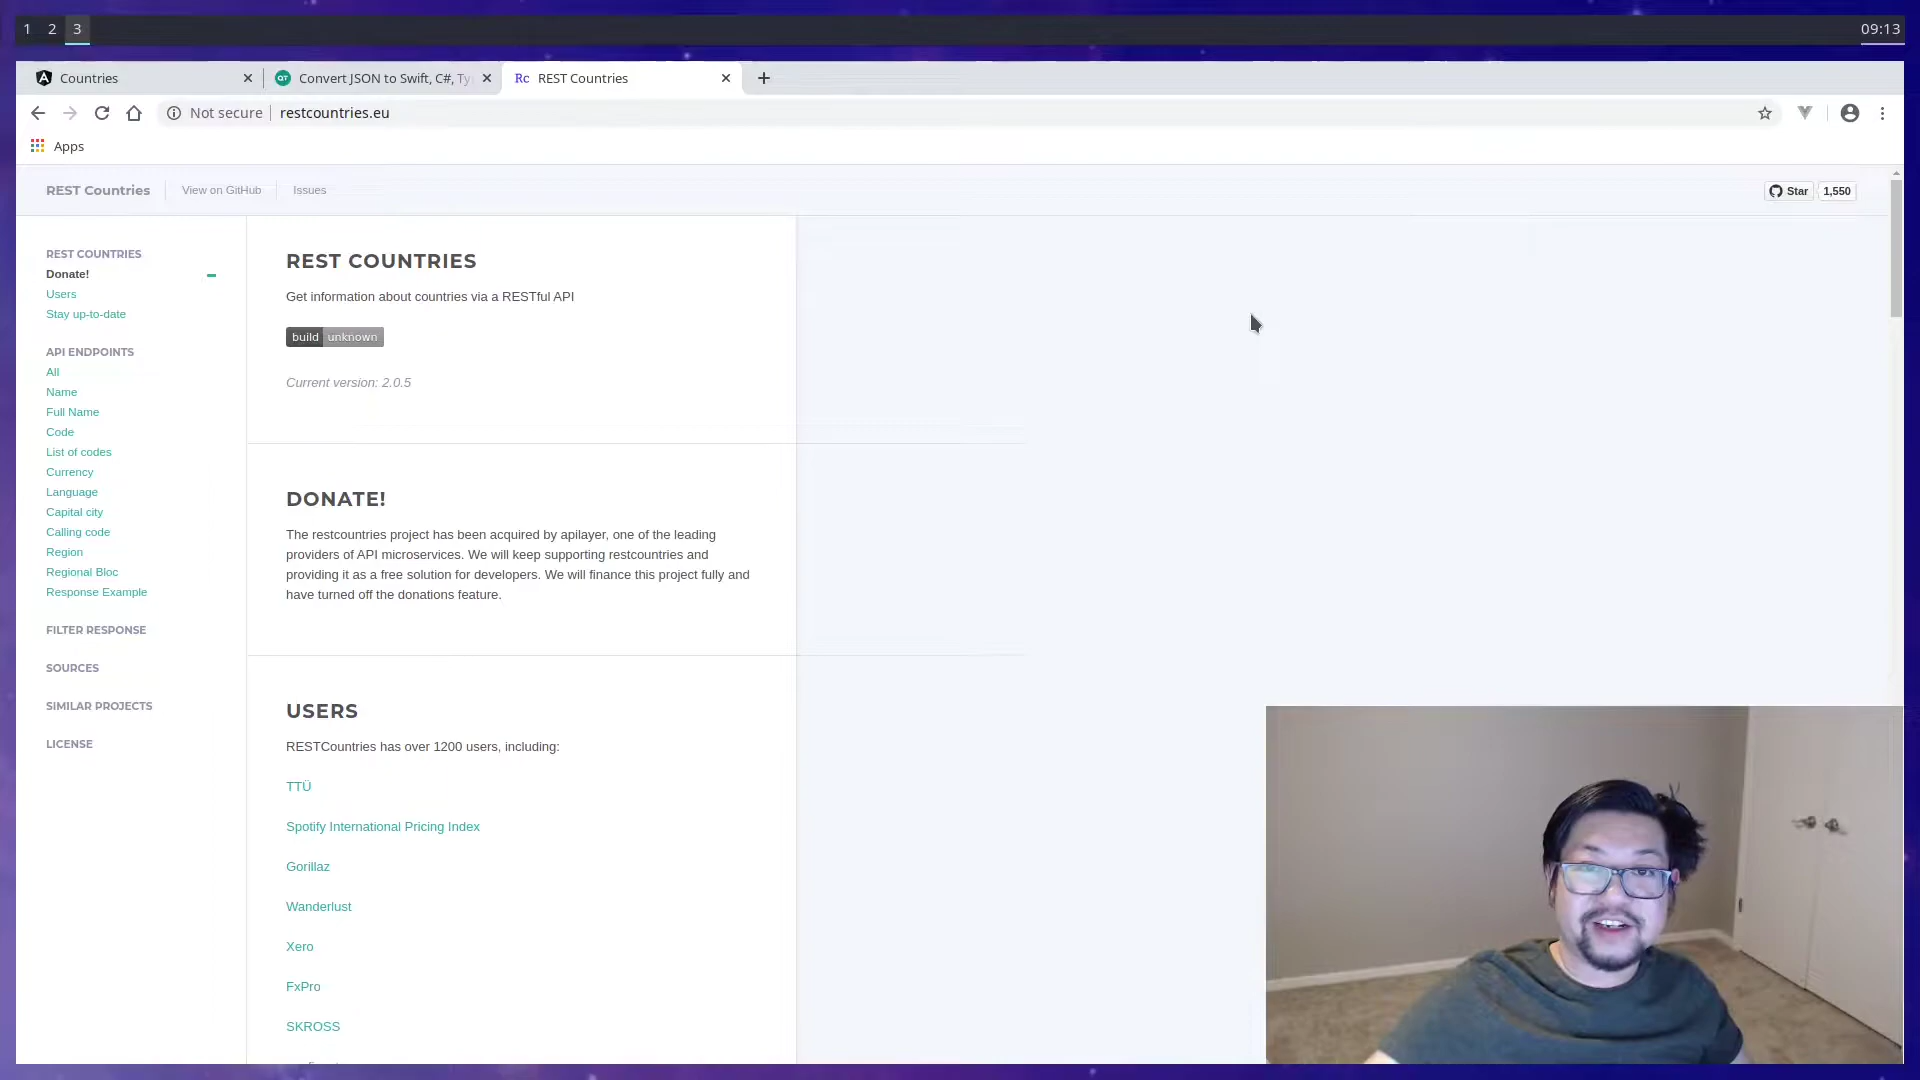 1 2 3
09:13
Countries
Convert JSON to Swift, C#, Ty
Rc REST Countries
Not secure restcountries.eu
Apps
REST Countries View on GitHub Issues
Star 1,550
REST COUNTRIES
Donate!
Users
Stay up-to-date
API ENDPOINTS
All
Name
Full Name
Code
List of codes
Currency
Language
Capital city
Calling code
Region
Regional Bloc
Response Example
FILTER RESPONSE
SOURCES
SIMILAR PROJECTS
LICENSE
REST COUNTRIES
Get information about countries via a RESTful API
build unknown
Current version: 2.0.5
DONATE!
The restcountries project has been acquired by apilayer, one of the leading
providers of API microservices. We will keep supporting restcountries and
providing it as a free solution for developers. We will finance this project fully and
have turned off the donations feature.
USERS
RESTCountries has over 1200 users, including:
TTÜ
Spotify International Pricing Index
Gorillaz
Wanderlust
Xero
FxPro
SKROSS